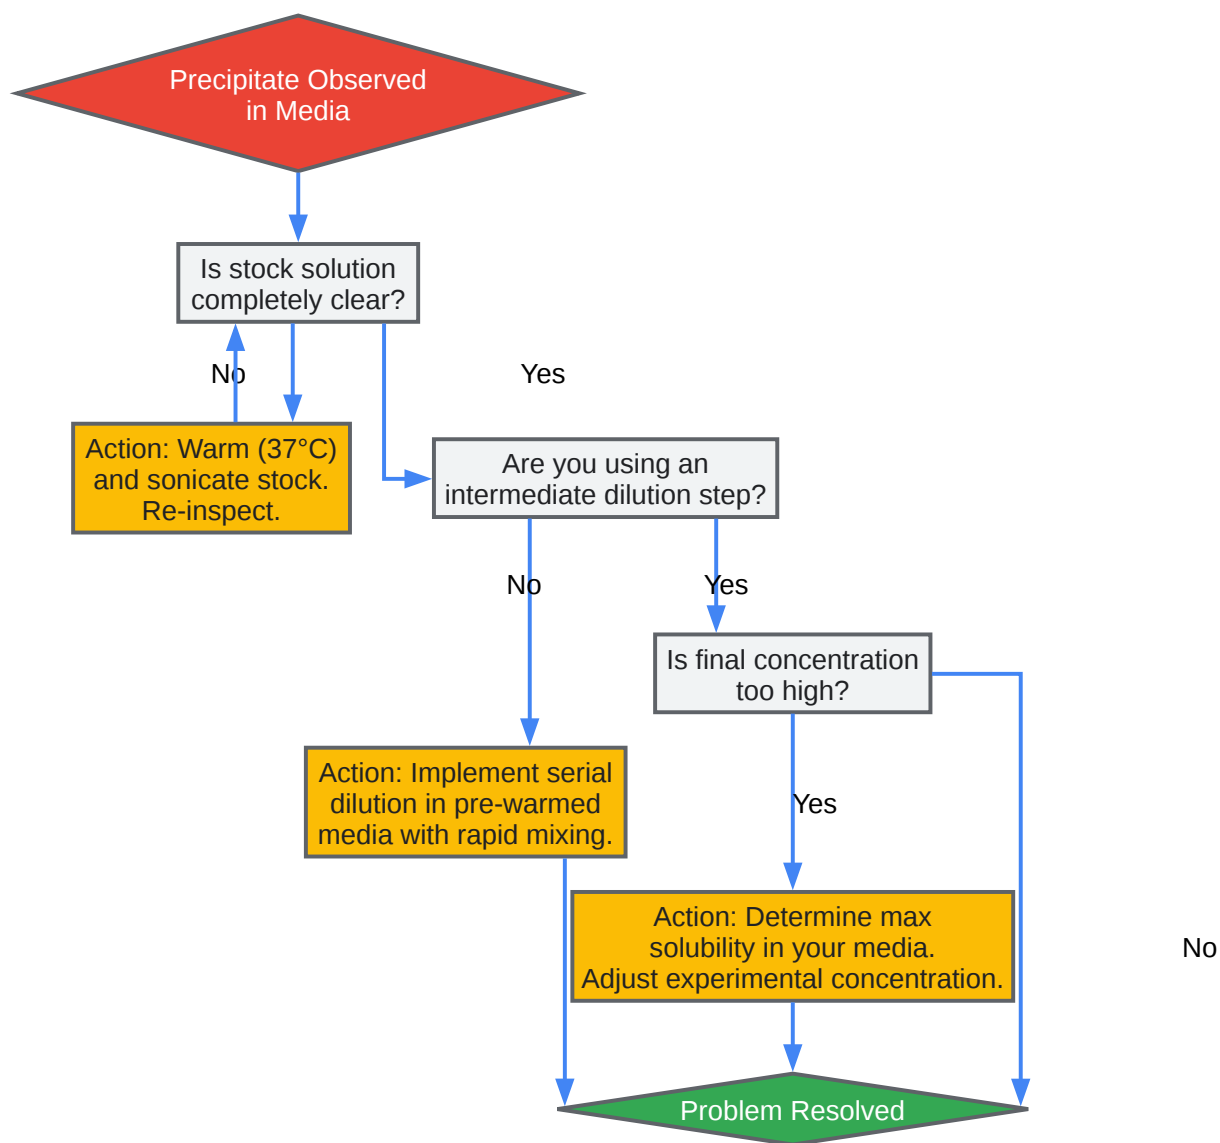 Precipitate Observed
in Media
Is stock solution
completely clear?
No
Yes
Action: Warm (37°C)
and sonicate stock.
Re-inspect.
Are you using an
intermediate dilution step?
No
Yes
Is final concentration
too high?
Action: Implement serial
dilution in pre-warmed
media with rapid mixing.
Yes
Action: Determine max
solubility in your media.
Adjust experimental concentration.
No
Problem Resolved